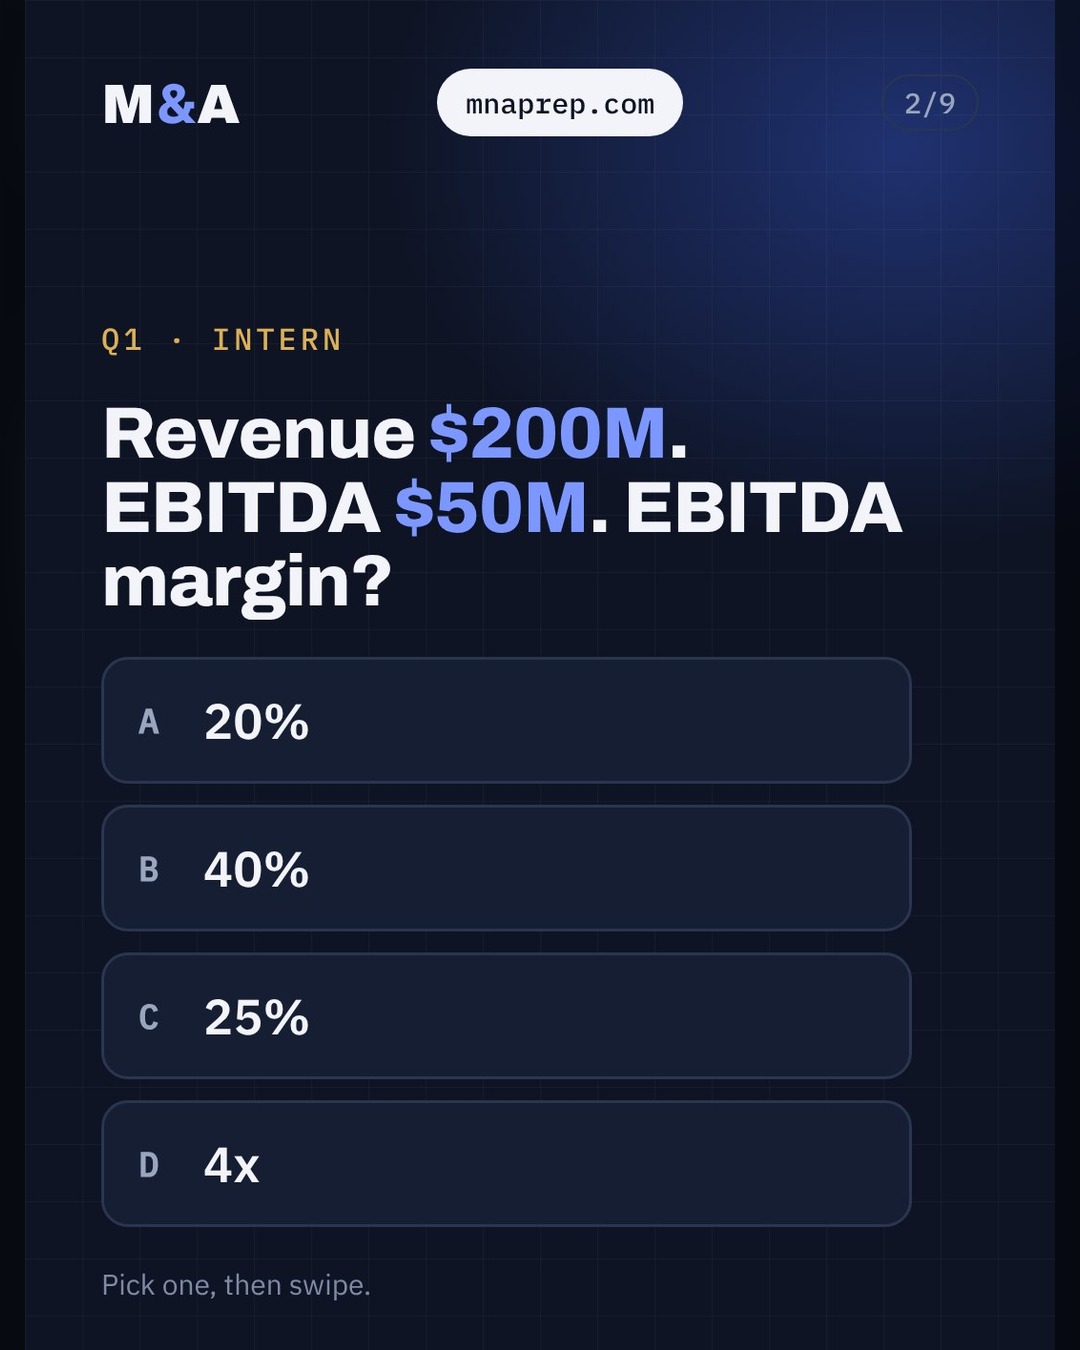 M&A
mnaprep.com
2/9
Q1 · INTERN
Revenue $200M.
EBITDA $50M. EBITDA
margin?
A 20%
B 40%
C 25%
D 4x
Pick one, then swipe.